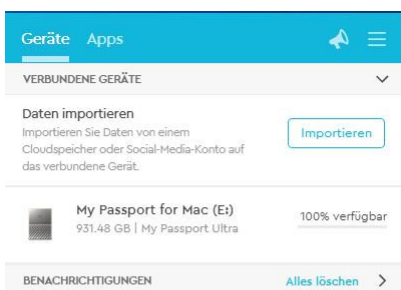 Geräte Apps
VERBUNDENE GERÄTE
Daten importieren
Importieren Sie Daten von einem
Cloudspeicher oder Social-Media-Konto auf
das verbundene Gerät.
Importieren
My Passport for Mac (E:)
931.48 GB | My Passport Ultra
100% verfügbar
BENACHRICHTIGUNGEN
Alles löschen